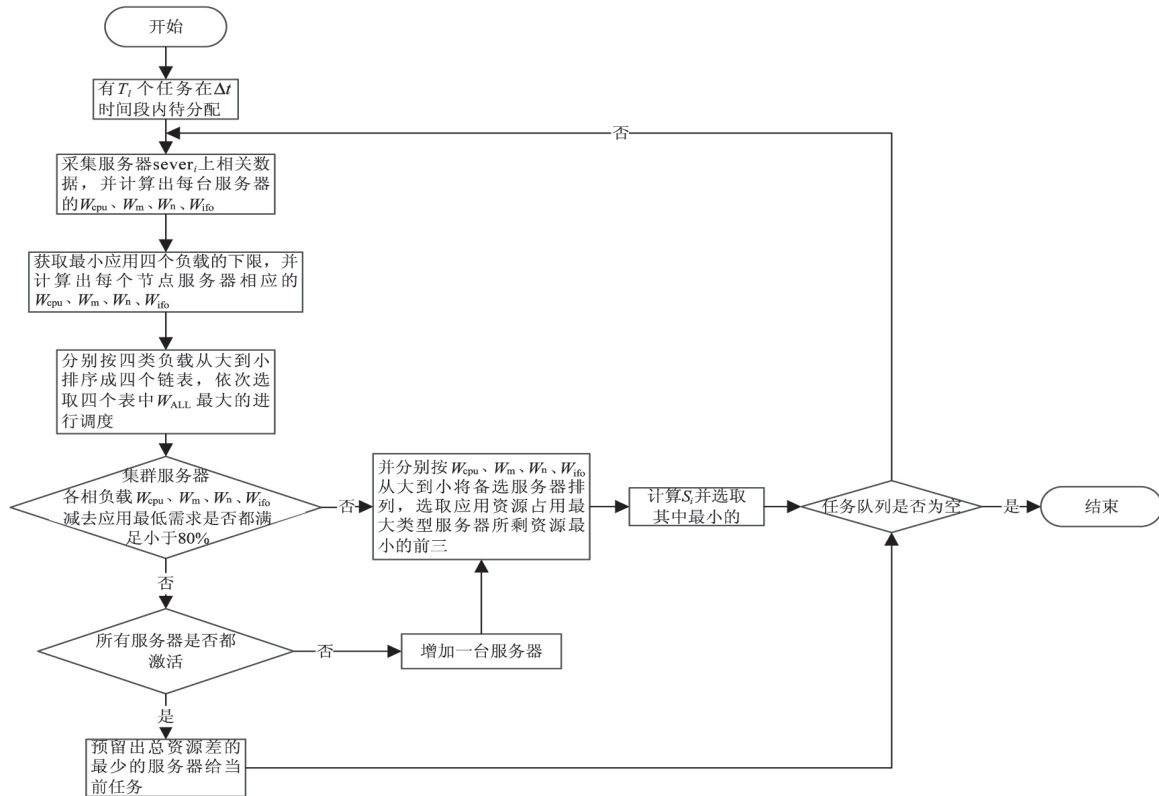 开始
有Tl个任务在Δt
时间段内待分配
否
采集服务器severi上相关数
据，并计算出每台服务器
的Wcpu、Wm、Wn、Wifo
获取最小应用四个负载的下限，并
计算出每个节点服务器相应的
Wcpu、Wm、Wn、Wifo
分别按四类负载从大到小
排序成四个链表，依次选
取四个表中WALL最大的进
行调度
集群服务器
各相负载Wcpu、Wm、Wn、Wifo
减去应用最低需求是否都满
足小于80%
否
并分别按Wcpu、Wm、Wn、Wifo
从大到小将备选服务器排
列，选取应用资源占用最
大类型服务器所剩资源最
小的前三
计算Si并选取
其中最小的
任务队列是否为空
是
结束
否
所有服务器是否都
激活
否
增加一台服务器
是
预留出总资源差的
最少的服务器给当
前任务